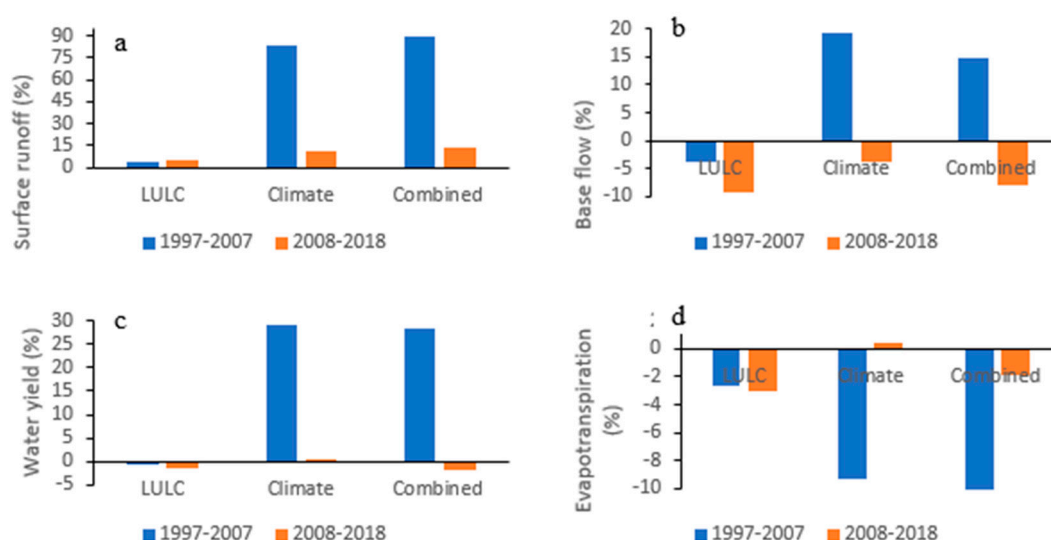 a
Surface runoff (%)
90
75
60
45
30
15
0
LULC Climate Combined
1997-2007 2008-2018
b
Base flow (%)
20
15
10
5
0
-5
-10
LULC Climate Combined
1997-2007 2008-2018
c
Water yield (%)
30
25
20
15
10
5
0
-5
LULC Climate Combined
1997-2007 2008-2018
d
Evapotranspiration
(%)
0
-2
-4
-6
-8
-10
LULC Climate Combined
1997-2007 2008-2018